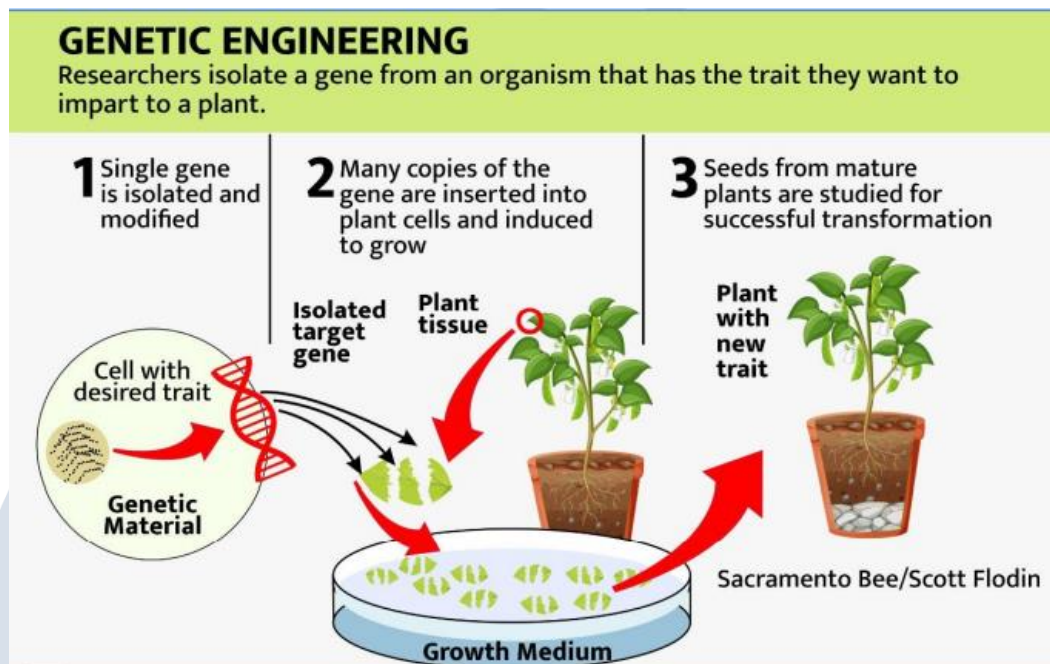 GENETIC ENGINEERING
Researchers isolate a gene from an organism that has the trait they want to
impart to a plant.
1 Single gene
is isolated and
modified
2 Many copies of the
gene are inserted into
plant cells and induced
to grow
3 Seeds from mature
plants are studied for
successful transformation
Cell with
desired trait
Genetic
Material
Isolated
target
gene
Plant
tissue
Growth Medium
Plant
with
new
trait
Sacramento Bee/Scott Flodin